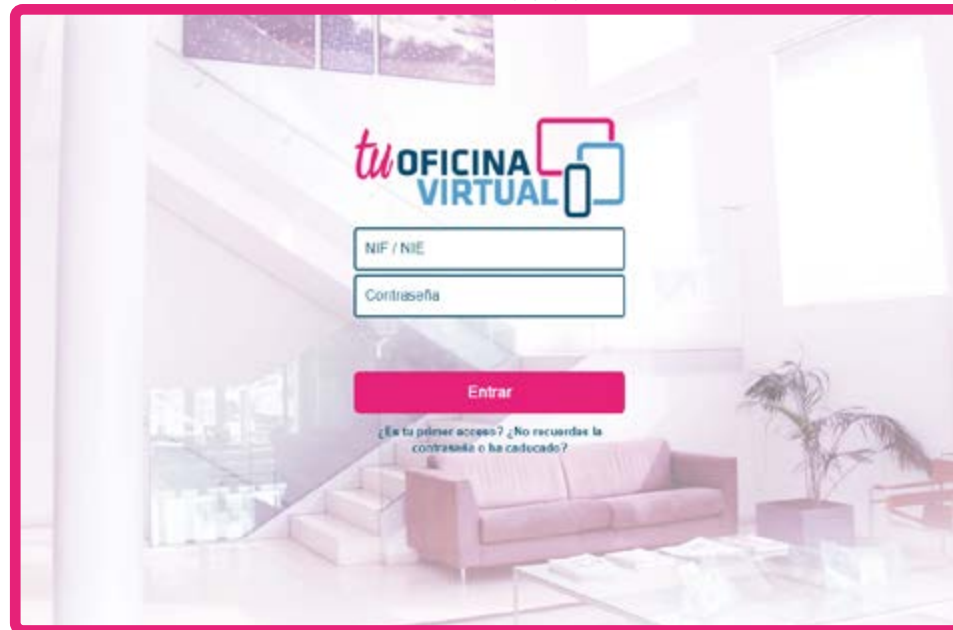 tu OFICINA
VIRTUAL
NIF / NIE
Contraseña
Entrar
¿Es tu primer acceso? ¿No recuerdas la
contraseña o ha caducado?